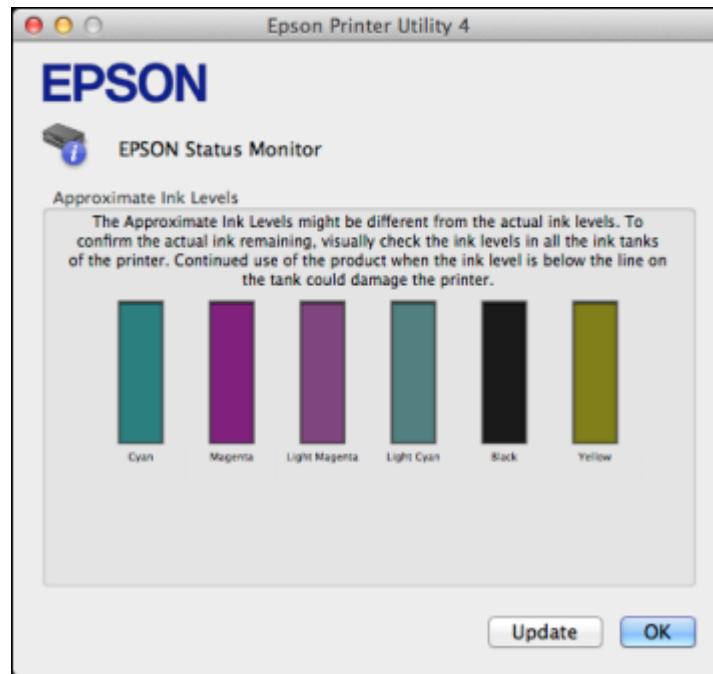 Epson Printer Utility 4
EPSON
EPSON Status Monitor
Approximate Ink Levels
The Approximate Ink Levels might be different from the actual ink levels. To
confirm the actual ink remaining, visually check the ink levels in all the ink tanks
of the printer. Continued use of the product when the ink level is below the line on
the tank could damage the printer.
Cyan Magenta Light Magenta Light Cyan Black Yellow
Update OK